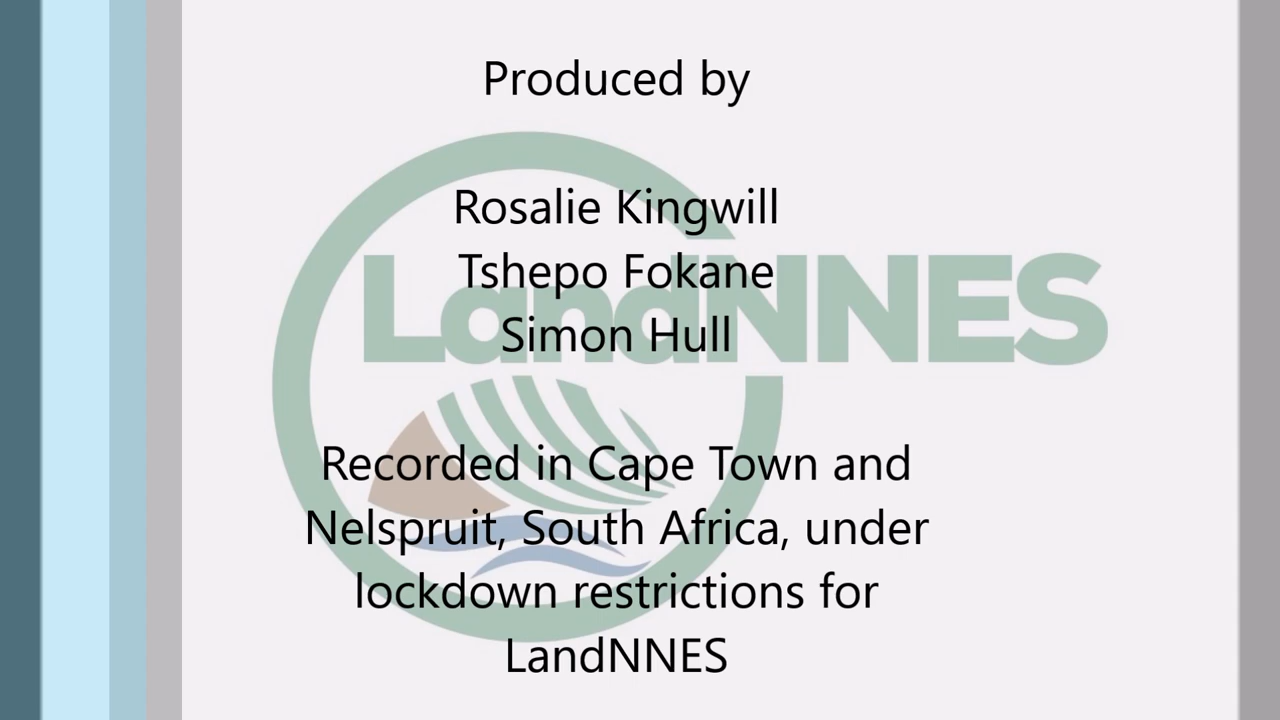 Produced by
Rosalie Kingwill
Tshepo Fokane
Simon Hull
LandNNES
Recorded in Cape Town and
Nelspruit, South Africa, under
lockdown restrictions for
LandNNES